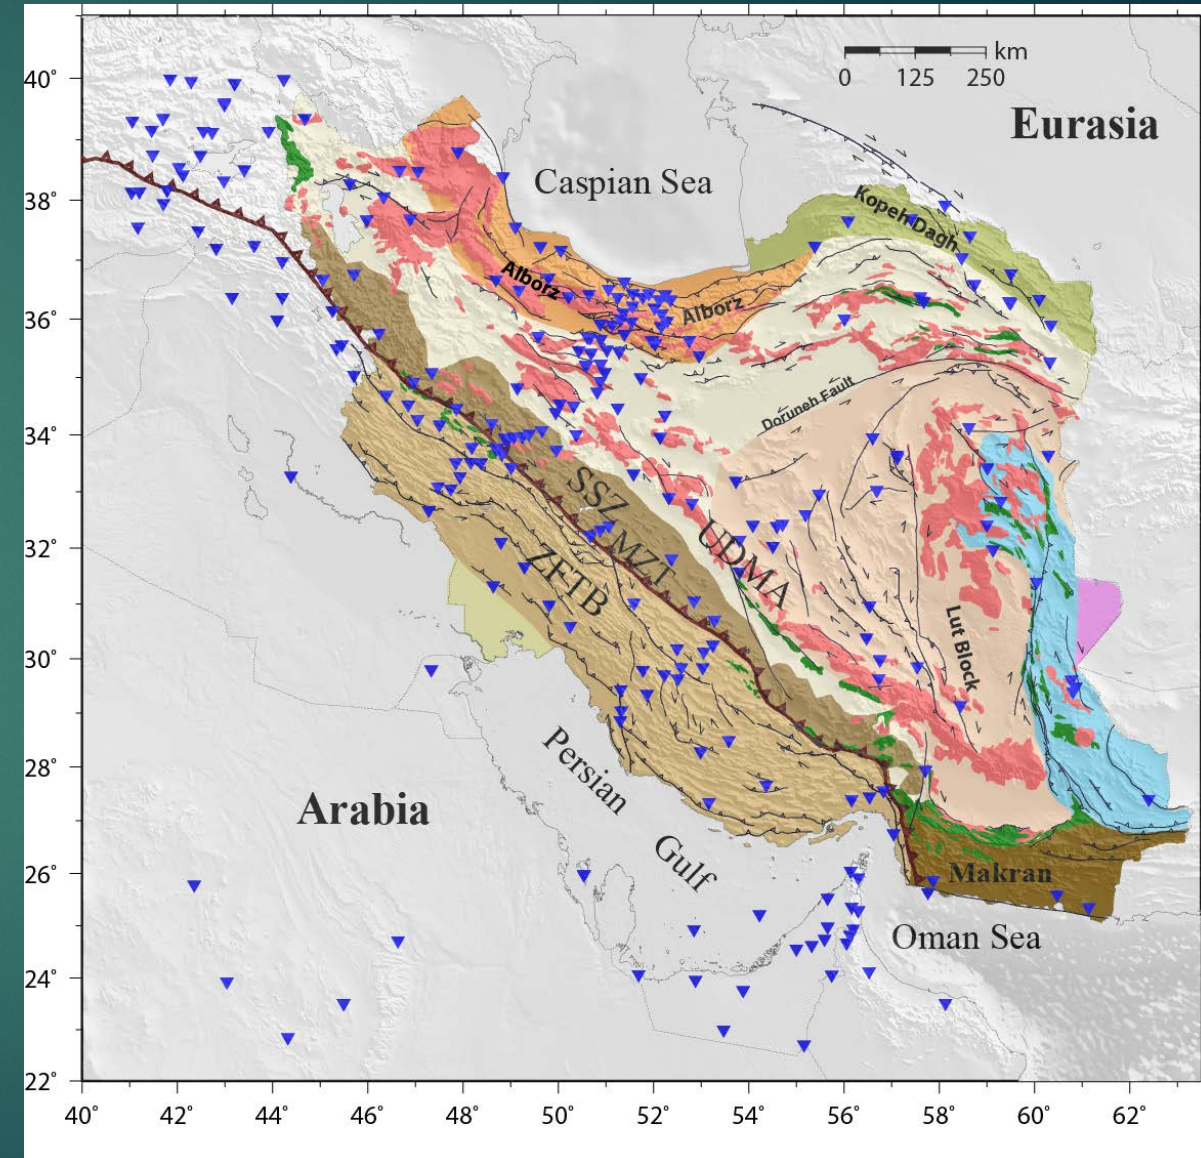 km
0 125 250
Eurasia
Caspian Sea
Kopeh Dagh
Alborz
Alborz
Doruneh Fault
SSZ
MZT
UDMA
ZFTB
Lut Block
Persian
Gulf
Arabia
Makran
Oman Sea
40°
38°
36°
34°
32°
30°
28°
26°
24°
22°
40° 42° 44° 46° 48° 50° 52° 54° 56° 58° 60° 62°